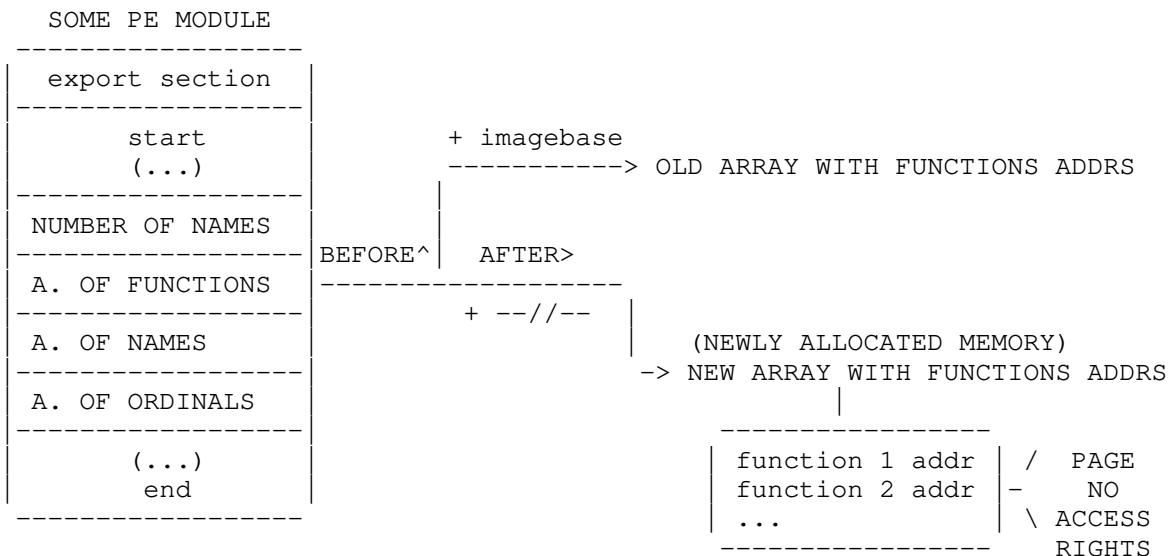 SOME PE MODULE
export section
start + imagebase
(...) -----------> OLD ARRAY WITH FUNCTIONS ADDRS
NUMBER OF NAMES
BEFORE^ AFTER>
A. OF FUNCTIONS
+ --//--
A. OF NAMES (NEWLY ALLOCATED MEMORY)
-> NEW ARRAY WITH FUNCTIONS ADDRS
A. OF ORDINALS
(...) function 1 addr / PAGE
end function 2 addr - NO
... \ ACCESS
RIGHTS